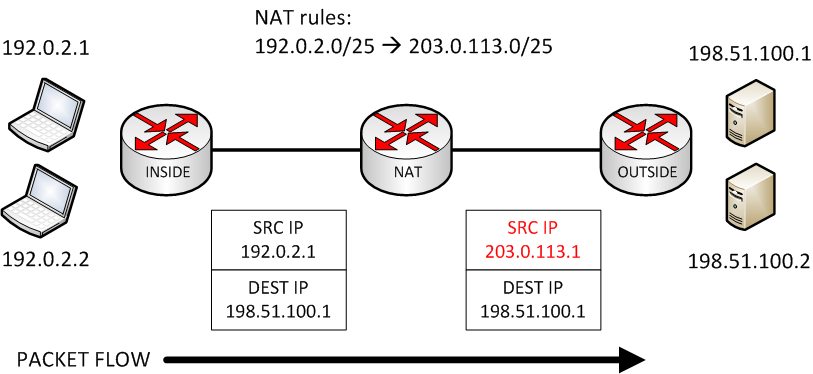 NAT rules:
192.0.2.0/25 → 203.0.113.0/25
192.0.2.1
198.51.100.1
INSIDE
NAT
OUTSIDE
192.0.2.2
198.51.100.2
SRC IP
192.0.2.1
DEST IP
198.51.100.1
SRC IP
203.0.113.1
DEST IP
198.51.100.1
PACKET FLOW